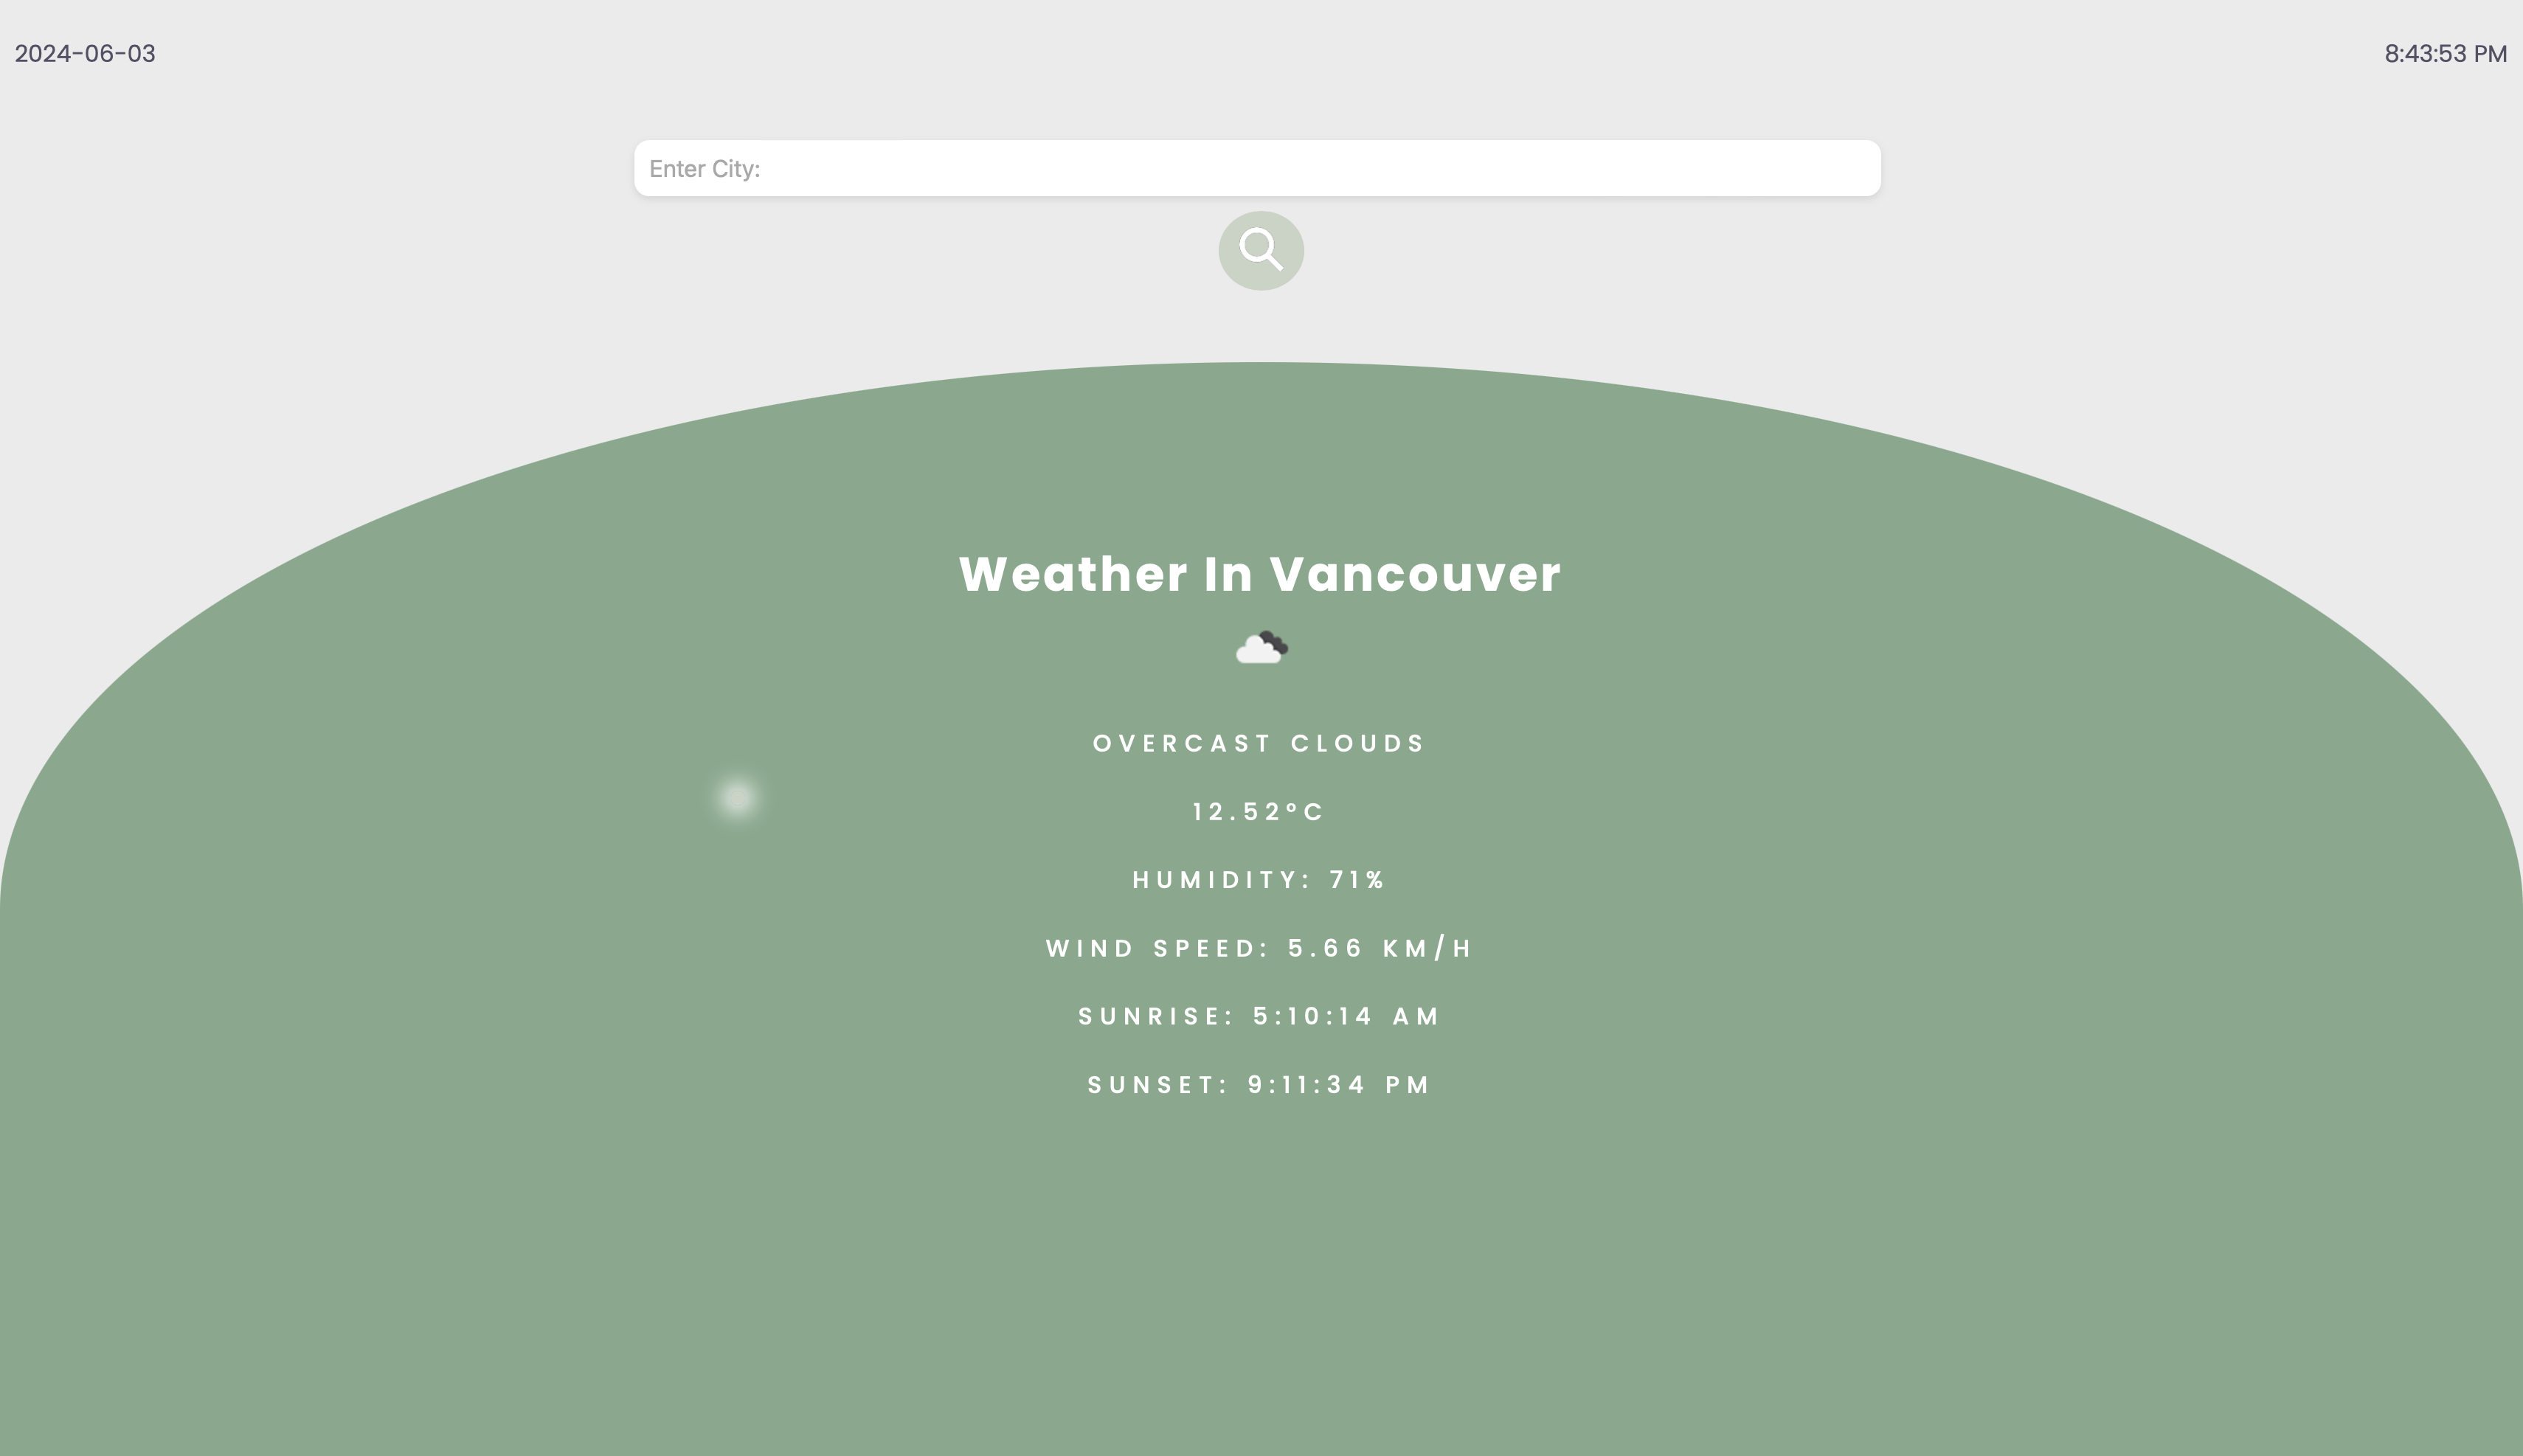 2024-06-03
8:43:53 PM
Enter City:
Weather In Vancouver
OVERCAST CLOUDS
12.52°C
HUMIDITY: 71%
WIND SPEED: 5.66 KM/H
SUNRISE: 5:10:14 AM
SUNSET: 9:11:34 PM